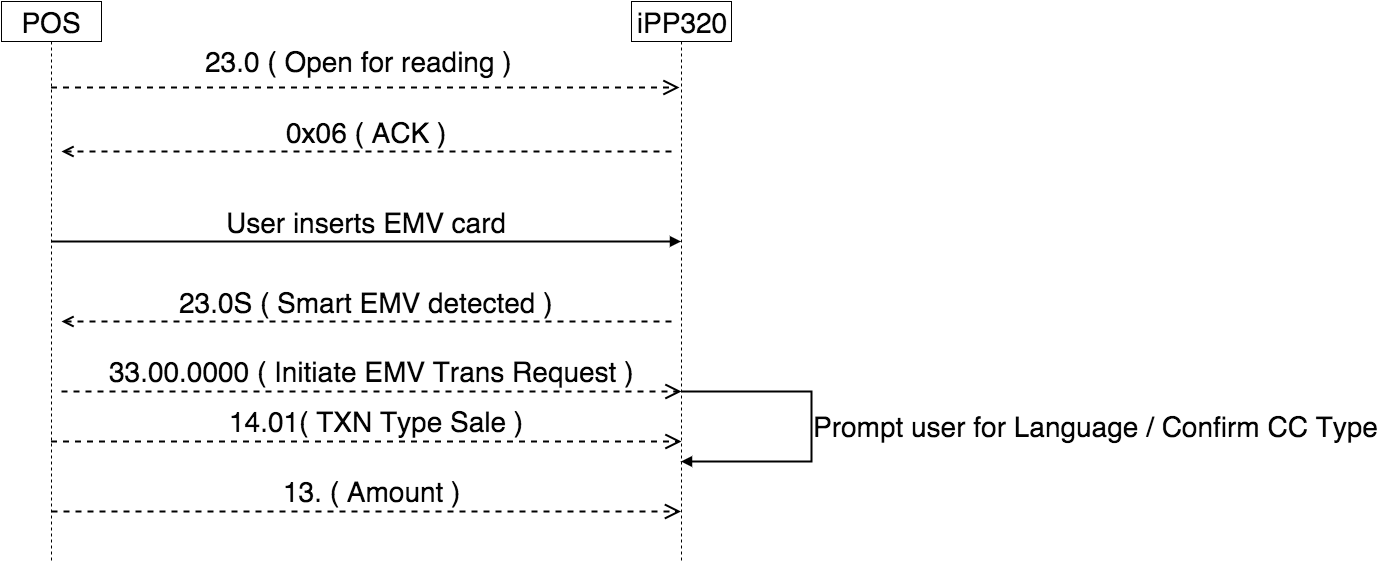 POS
iPP320
23.0 ( Open for reading )
0x06 ( ACK )
User inserts EMV card
23.0S ( Smart EMV detected )
33.00.0000 ( Initiate EMV Trans Request )
14.01( TXN Type Sale )
Prompt user for Language / Confirm CC Type
13. ( Amount )